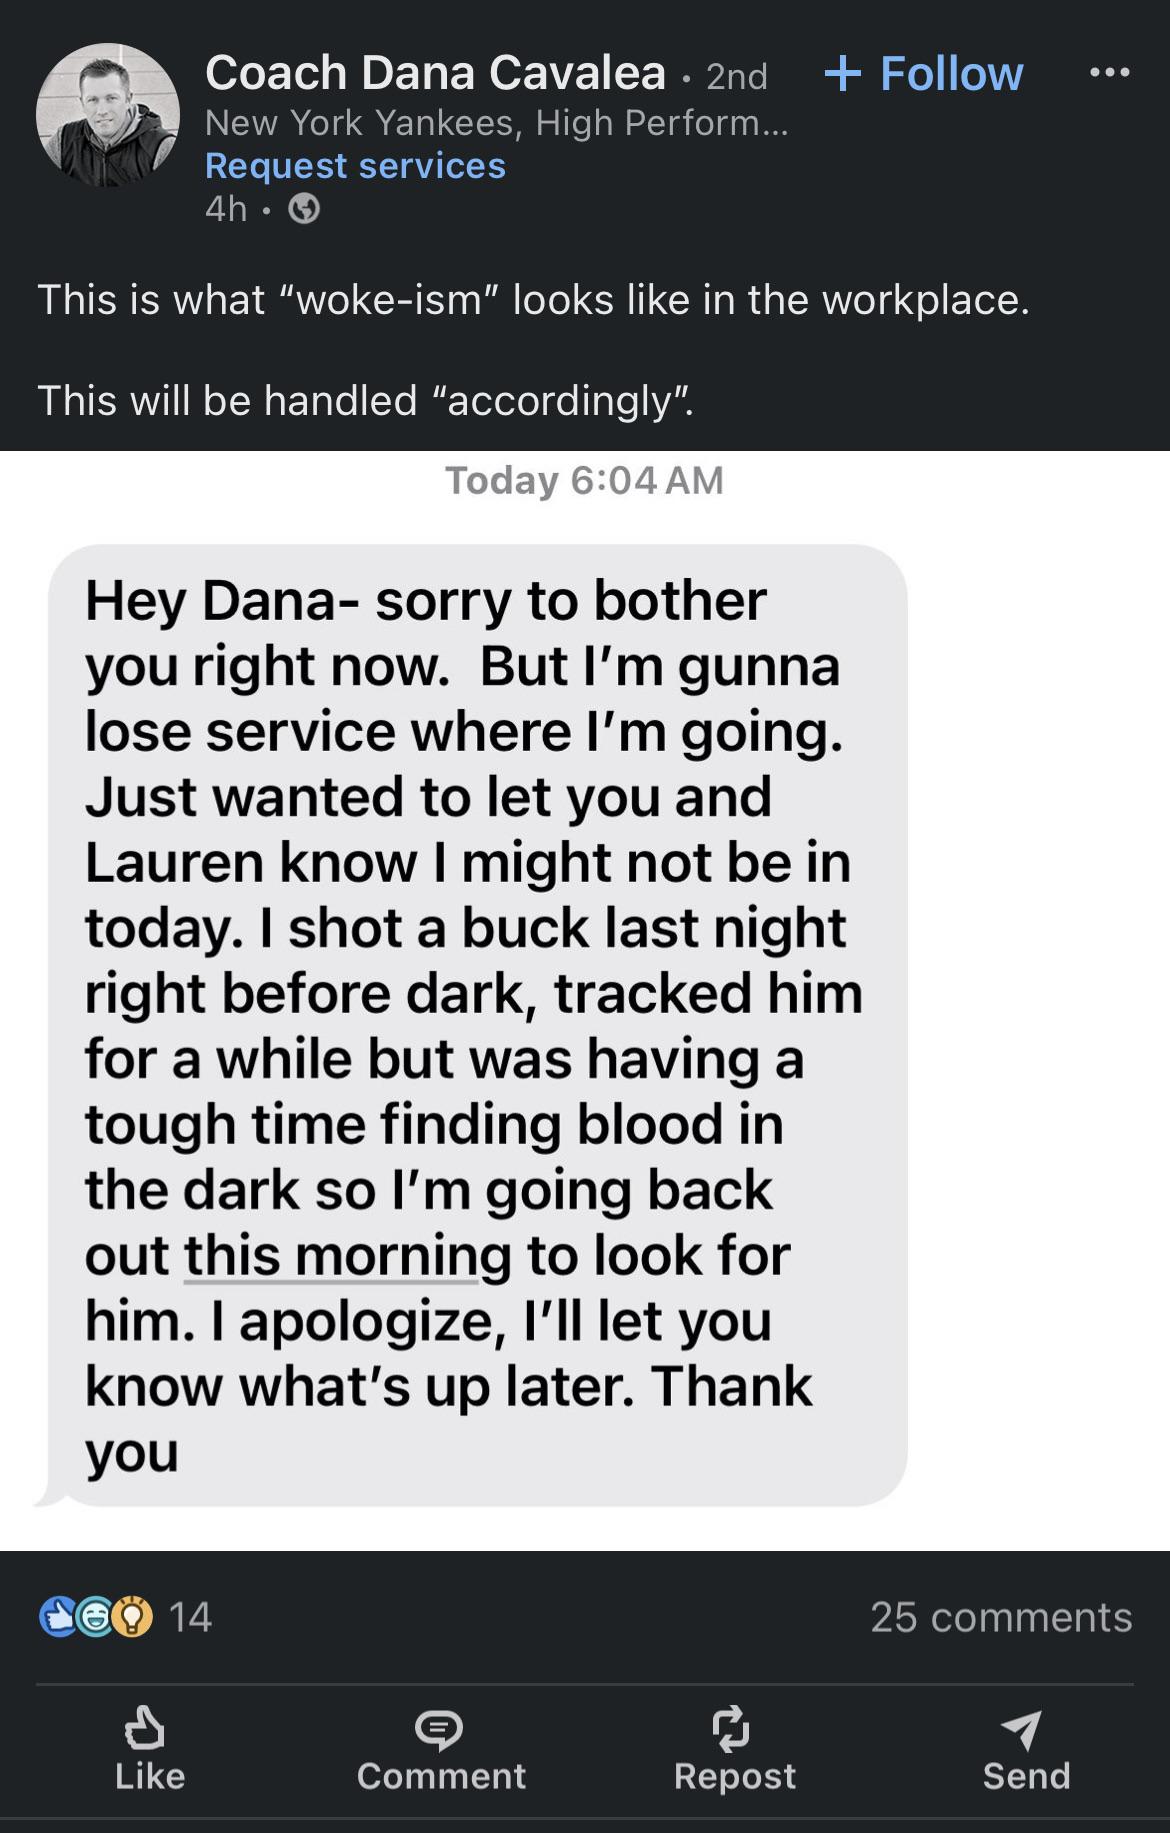 Coach Dana Cavalea · 2nd + Follow ...
New York Yankees, High Perform...
Request services
4h ·
This is what “woke-ism” looks like in the workplace.
This will be handled “accordingly”.
Today 6:04 AM
Hey Dana- sorry to bother
you right now.  But I’m gunna
lose service where I’m going.
Just wanted to let you and
Lauren know I might not be in
today. I shot a buck last night
right before dark, tracked him
for a while but was having a
tough time finding blood in
the dark so I’m going back
out this morning to look for
him. I apologize, I’ll let you
know what’s up later. Thank
you
14 25 comments
Like Comment Repost Send